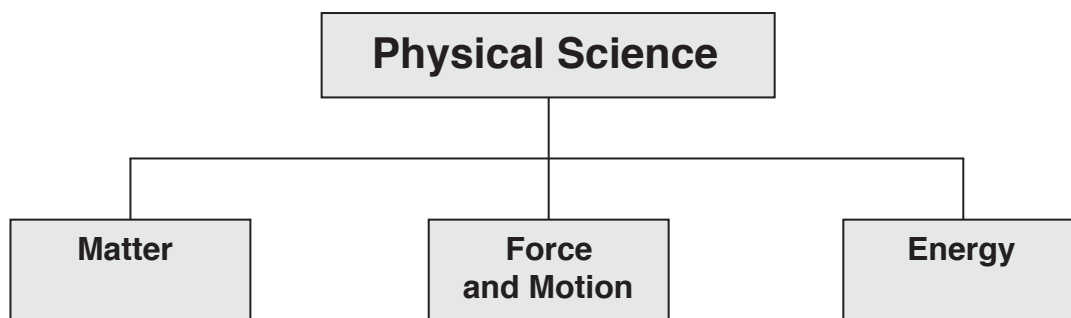 Physical Science
Matter
Force
and Motion
Energy